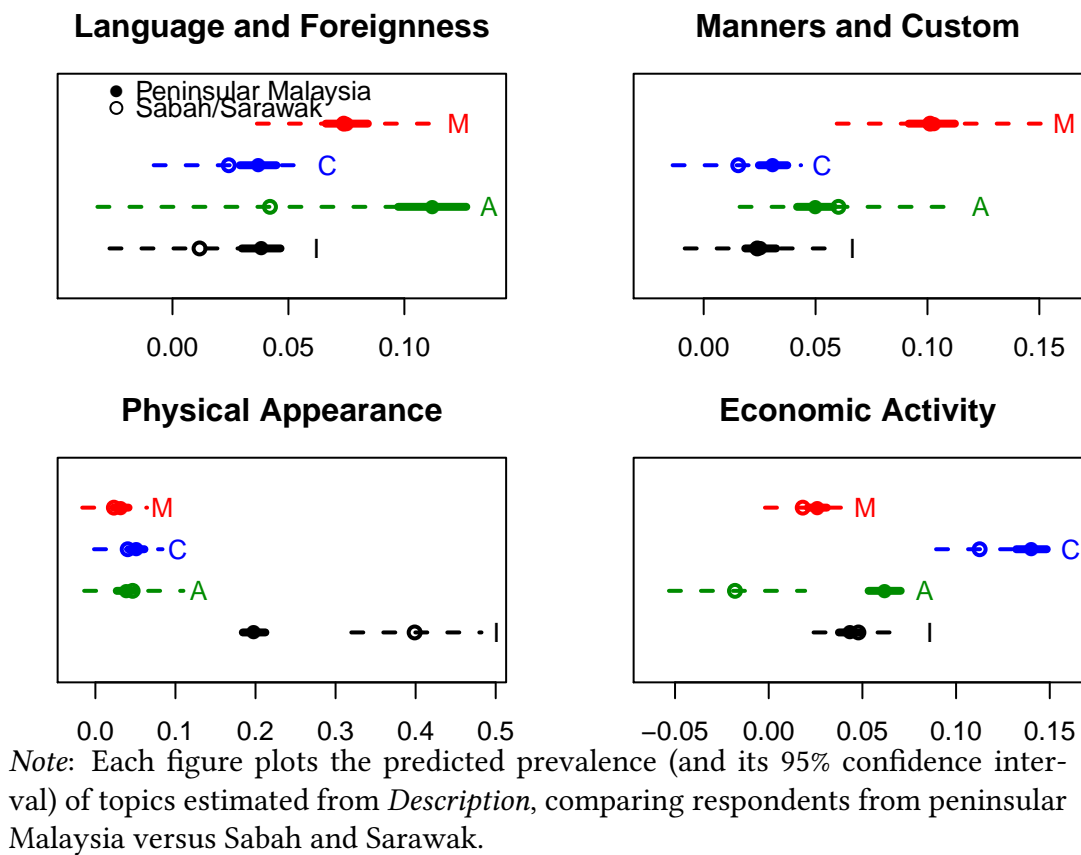 Language and Foreignness
Peninsular Malaysia
Sabah/Sarawak
M
C
A
I
0.00 0.05 0.10
Manners and Custom
M
C
A
I
0.00 0.05 0.10 0.15
Physical Appearance
M
C
A
I
0.0 0.1 0.2 0.3 0.4 0.5
Economic Activity
M
C
A
I
−0.05 0.00 0.05 0.10 0.15
Note: Each figure plots the predicted prevalence (and its 95% confidence inter-
val) of topics estimated from Description, comparing respondents from peninsular
Malaysia versus Sabah and Sarawak.